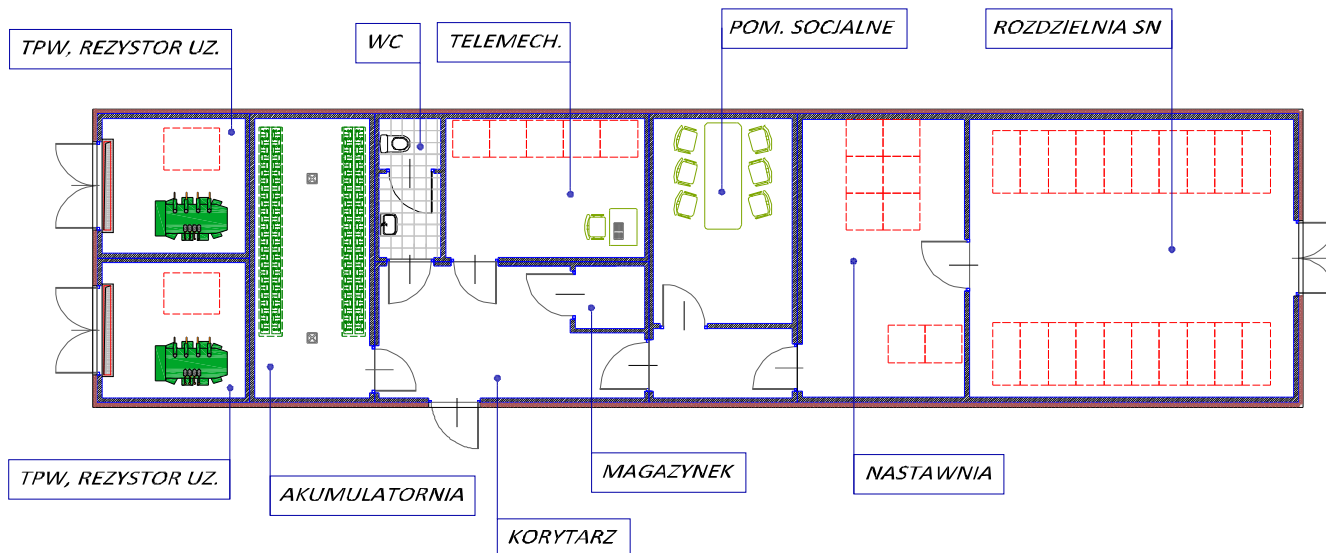 TPW, REZYSTOR UZ.
WC
TELEMECH.
POM. SOCJALNE
ROZDZIELNIA SN
TPW, REZYSTOR UZ.
AKUMULATORNIA
KORYTARZ
MAGAZYNEK
NASTAWNIA